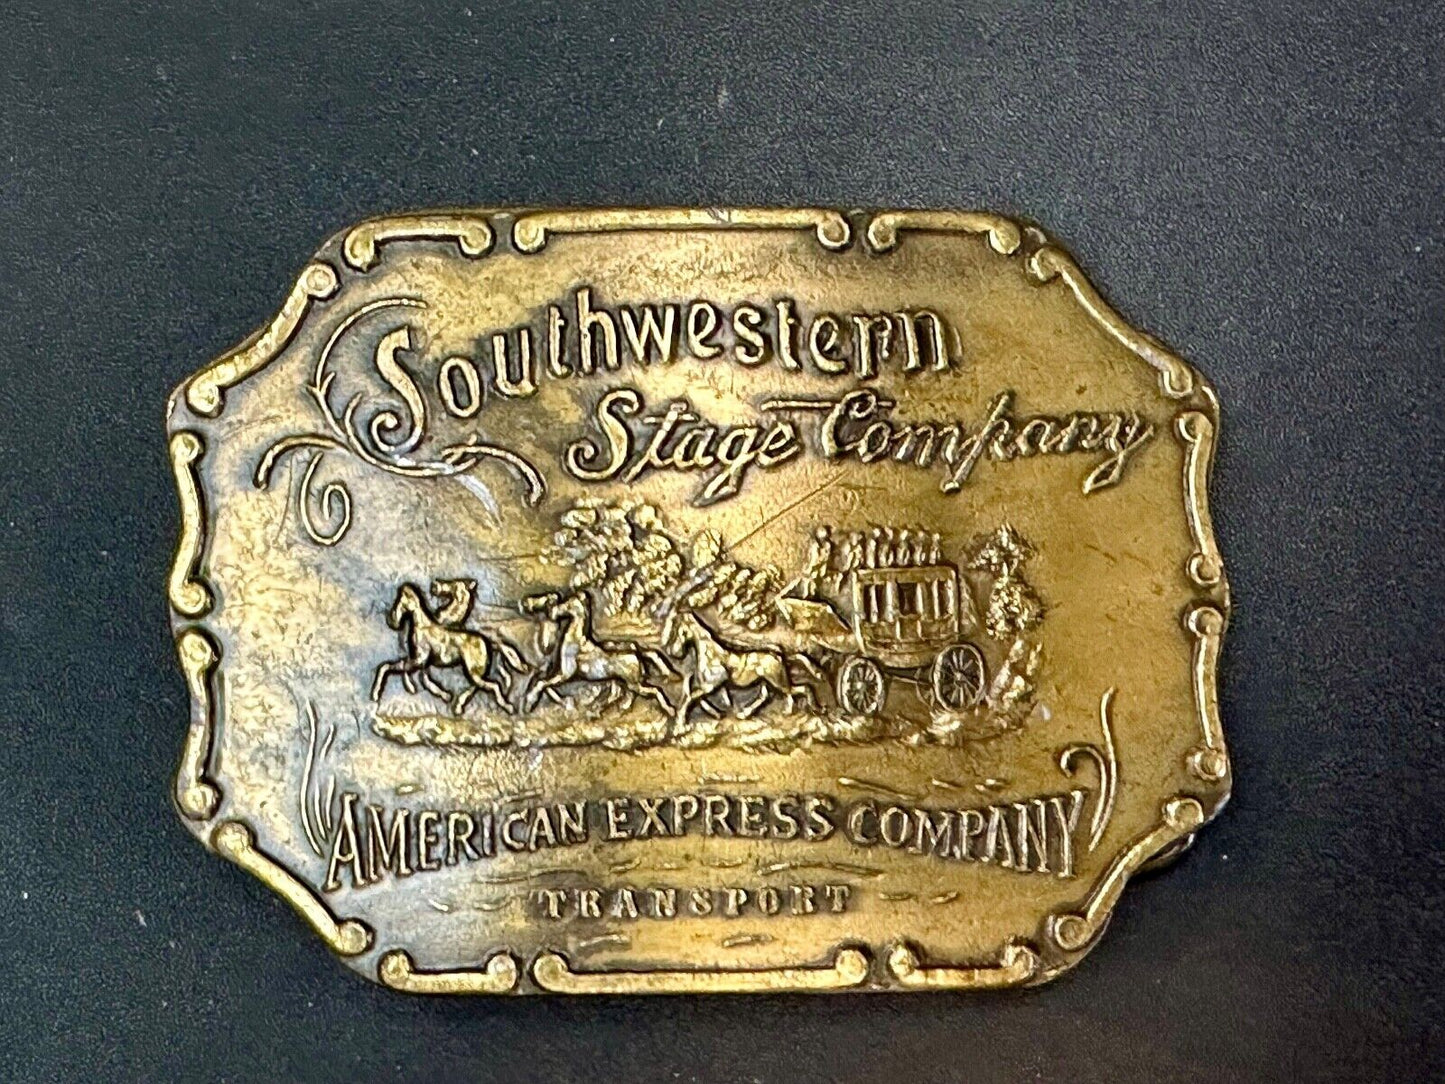 Southwestern
Stage Company
AMERICAN EXPRESS COMPANY
TRANSPORT